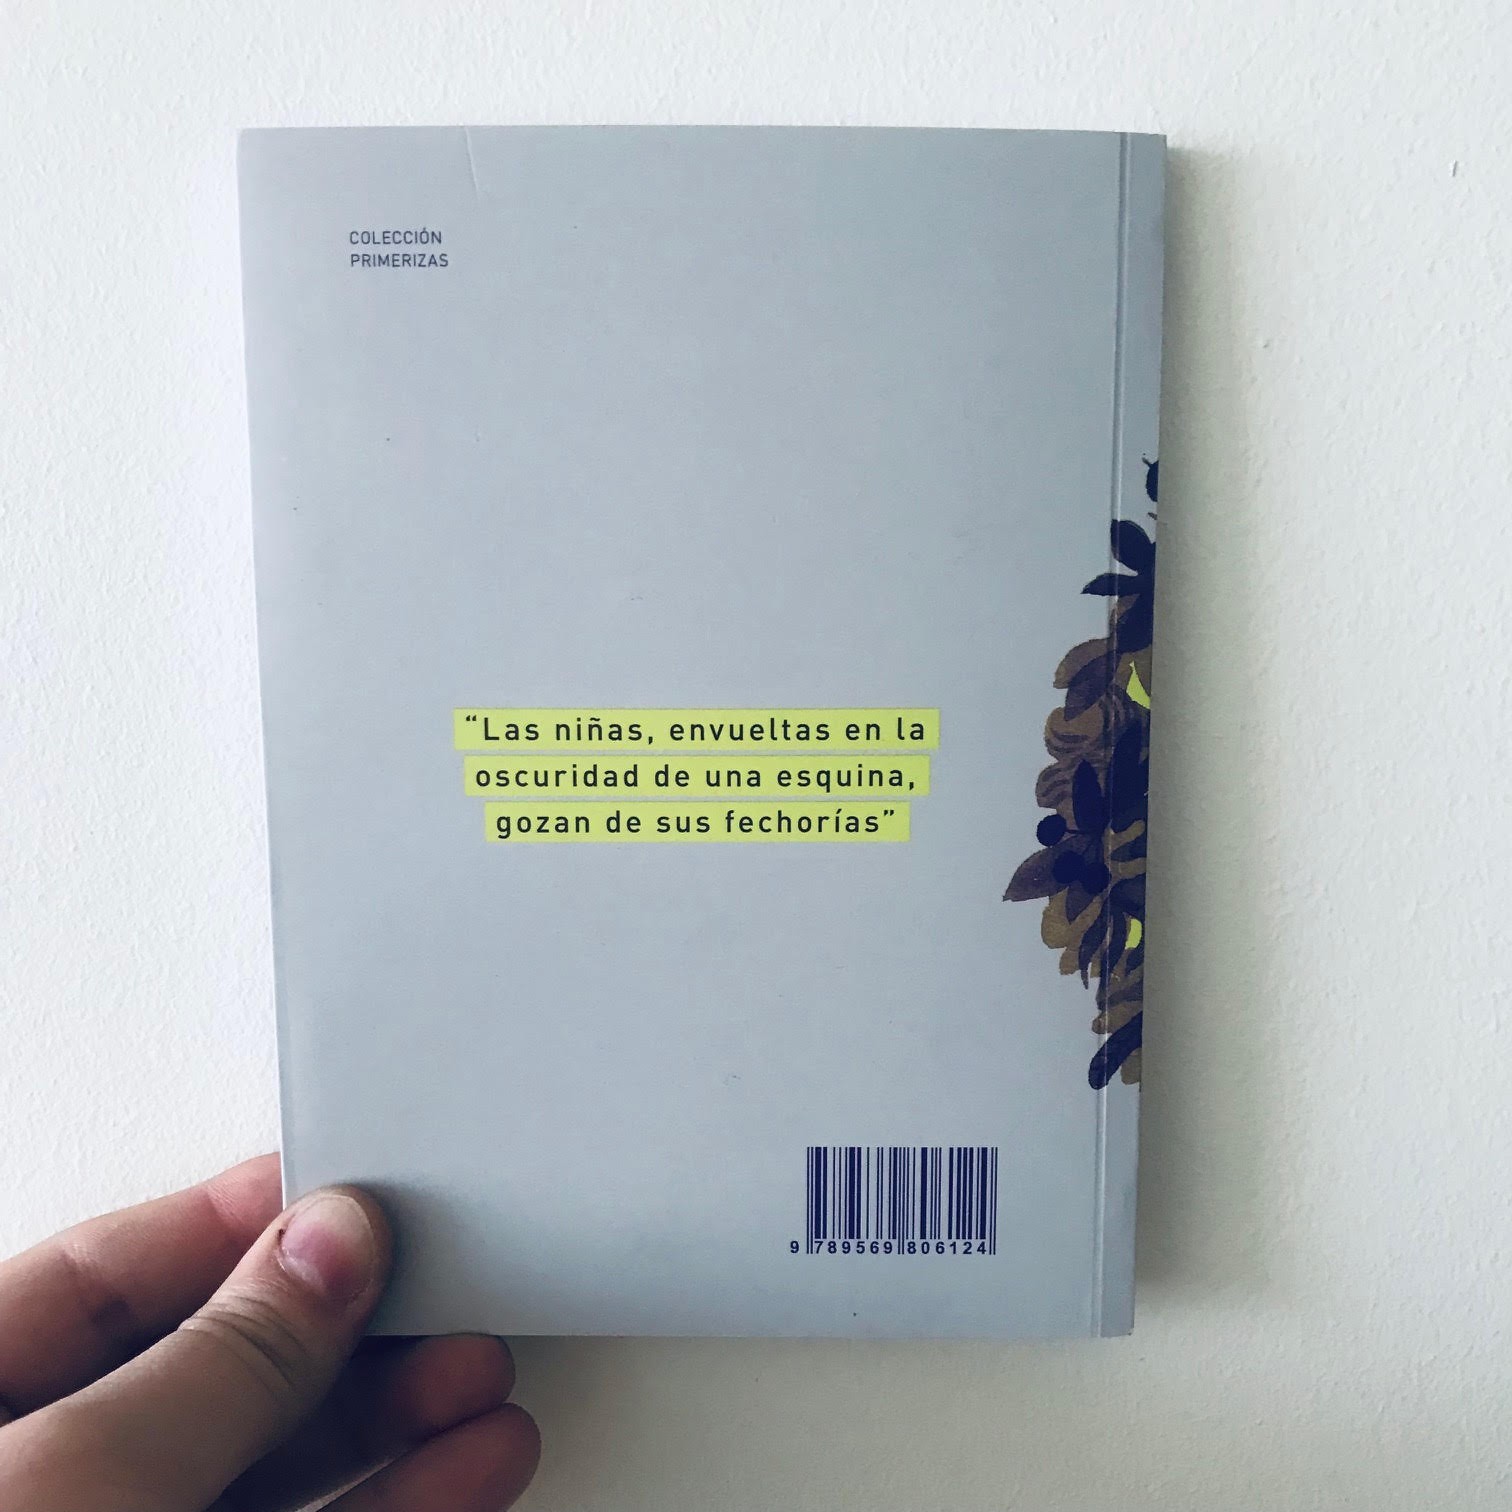 COLECCIÓN
PRIMERIZAS
“Las niñas, envueltas en la
oscuridad de una esquina,
gozan de sus fechorías”
9 789569 806124